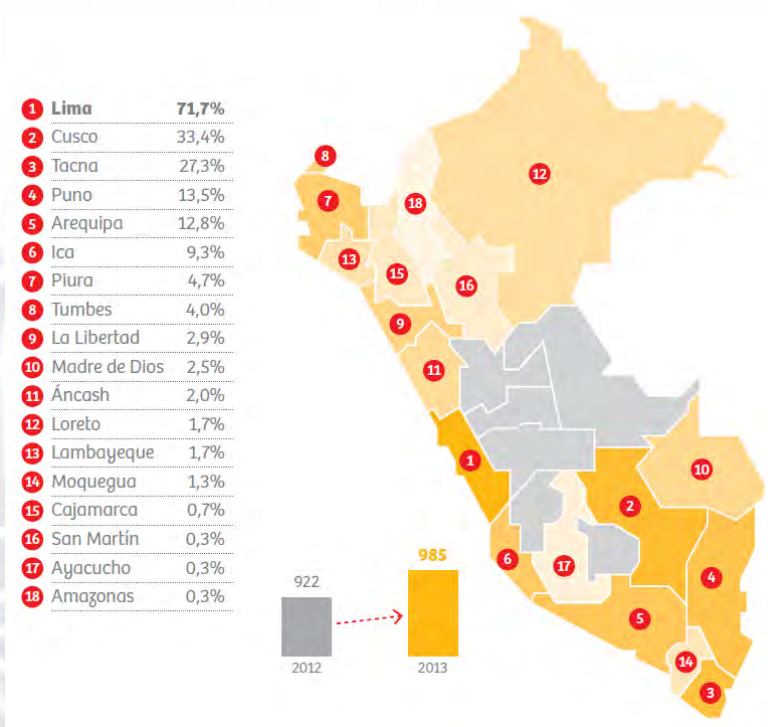 1 Lima 71,7%
2 Cusco 33,4%
3 Tacna 27,3%
4 Puno 13,5%
5 Arequipa 12,8%
6 Ica 9,3%
7 Piura 4,7%
8 Tumbes 4,0%
9 La Libertad 2,9%
10 Madre de Dios 2,5%
11 Áncash 2,0%
12 Loreto 1,7%
13 Lambayeque 1,7%
14 Moquegua 1,3%
15 Cajamarca 0,7%
16 San Martín 0,3%
17 Ayacucho 0,3%
18 Amazonas 0,3%
8
12
7
18
13
15
16
9
11
1
10
2
6
17
4
5
14
3
922
985
2012
2013